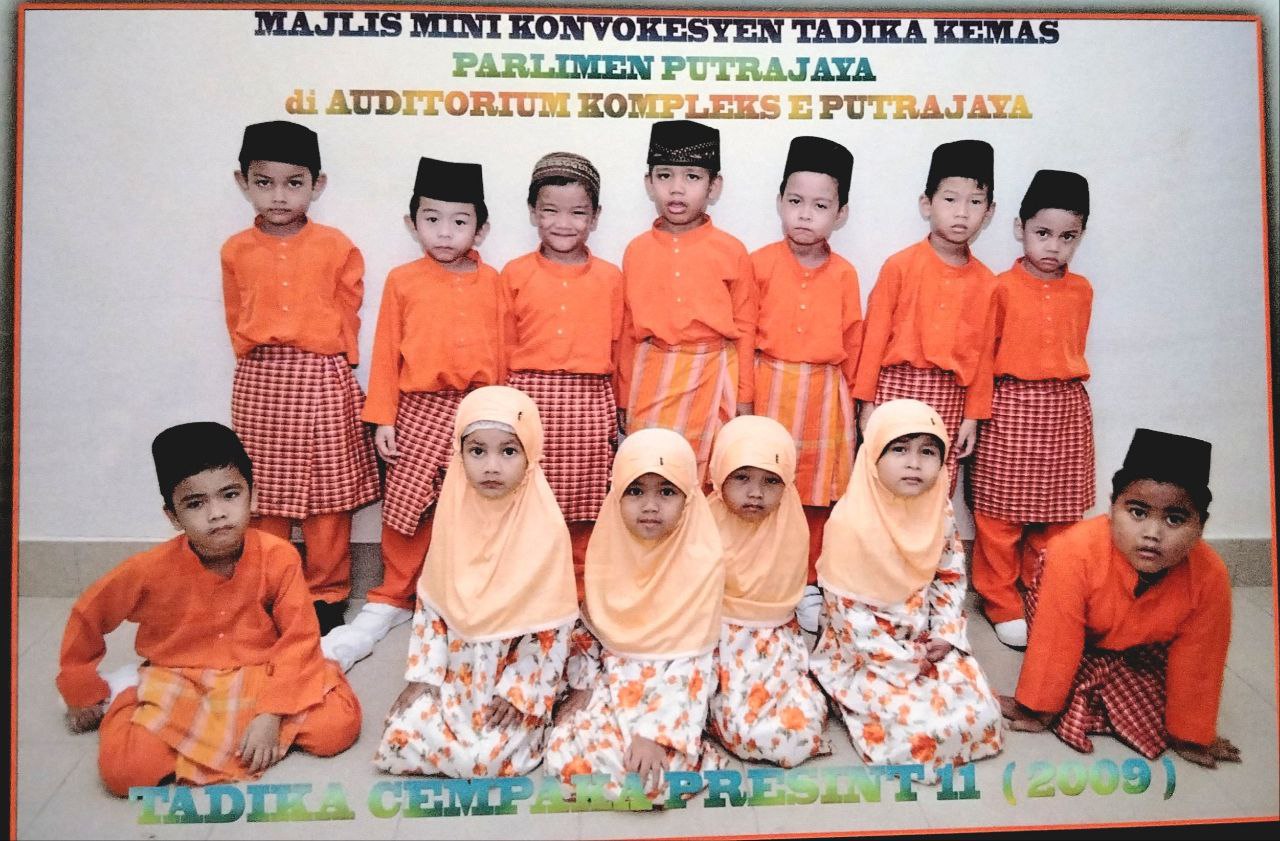 MAJLIS MINI KONVOKESYEN TADIKA KEMAS
PARLIMEN PUTRAJAYA
di AUDITORIUM KOMPLEKS E PUTRAJAYA
TADIKA CEMPAKA PRESINT 11 ( 2009 )